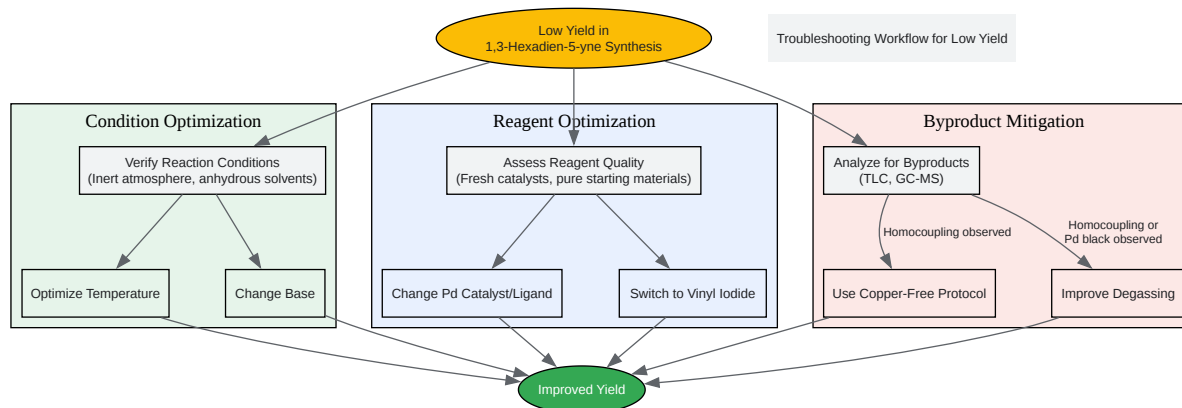 Low Yield in
1,3-Hexadien-5-yne Synthesis
Troubleshooting Workflow for Low Yield
Condition Optimization
Reagent Optimization
Byproduct Mitigation
Verify Reaction Conditions
(Inert atmosphere, anhydrous solvents)
Assess Reagent Quality
(Fresh catalysts, pure starting materials)
Analyze for Byproducts
(TLC, GC-MS)
Homocoupling observed
Homocoupling or
Pd black observed
Optimize Temperature
Change Base
Change Pd Catalyst/Ligand
Switch to Vinyl Iodide
Use Copper-Free Protocol
Improve Degassing
Improved Yield